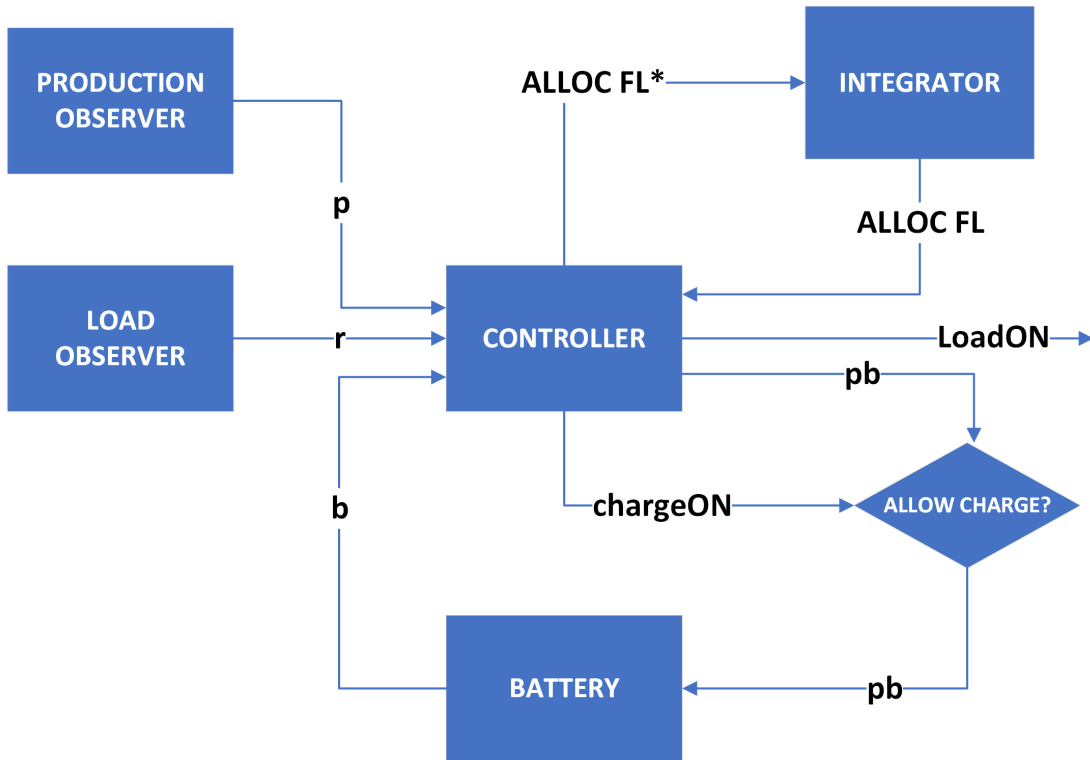 PRODUCTION
OBSERVER
ALLOC FL*
INTEGRATOR
p
ALLOC FL
LOAD
OBSERVER
r
CONTROLLER
LoadON
pb
b
chargeON
ALLOW CHARGE?
BATTERY
pb